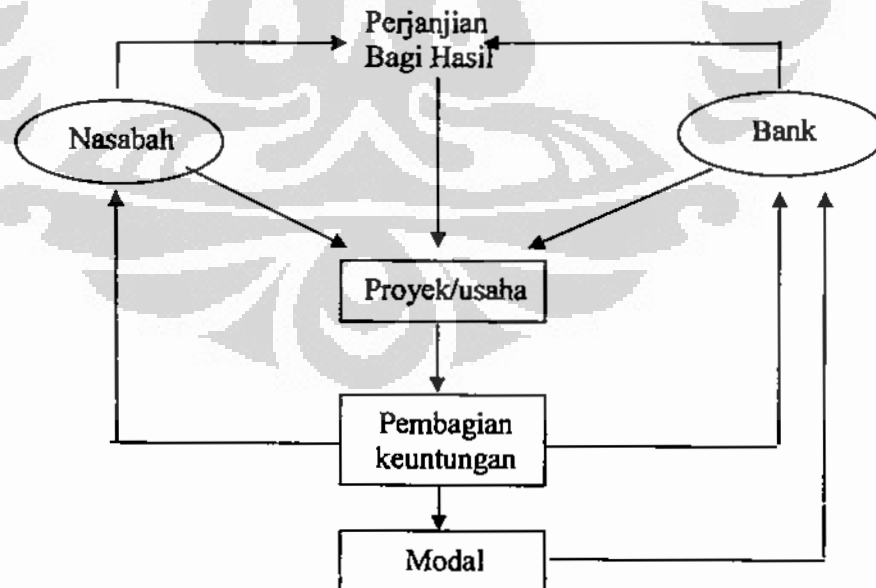 Perjanjian
Bagi Hasil
Nasabah
Bank
Proyek/usaha
Pembagian
keuntungan
Modal